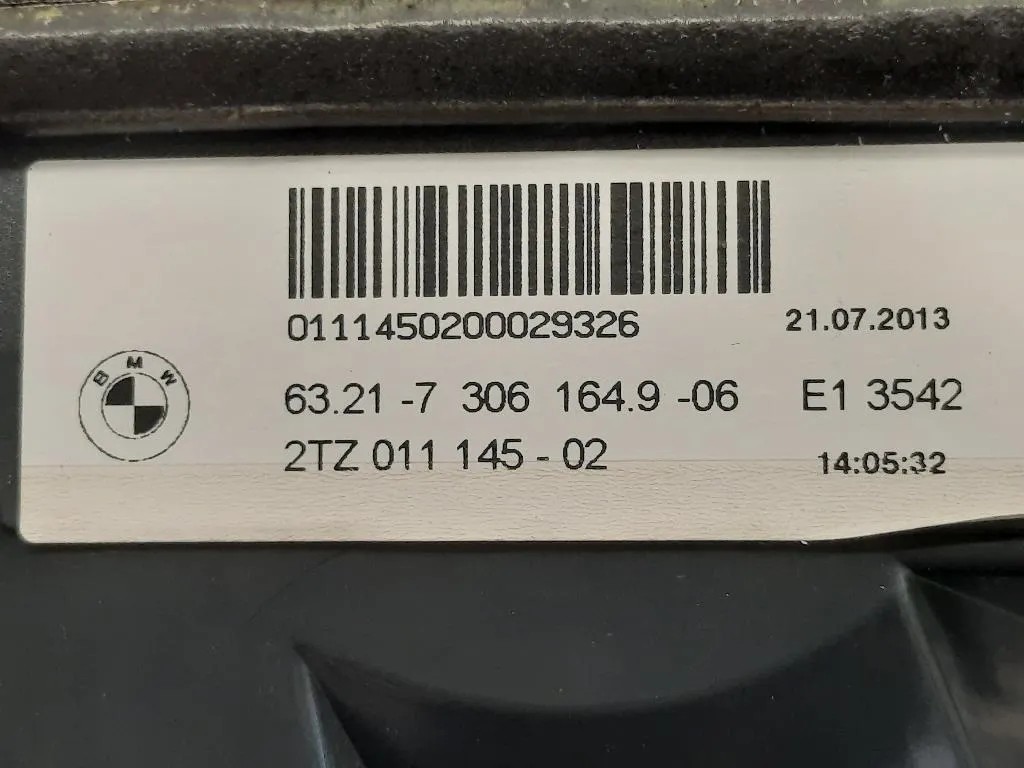 0111450200029326 21.07.2013
BMW
63.21 -7 306 164.9 -06 E1 3542
2TZ 011 145 - 02 14:05:32